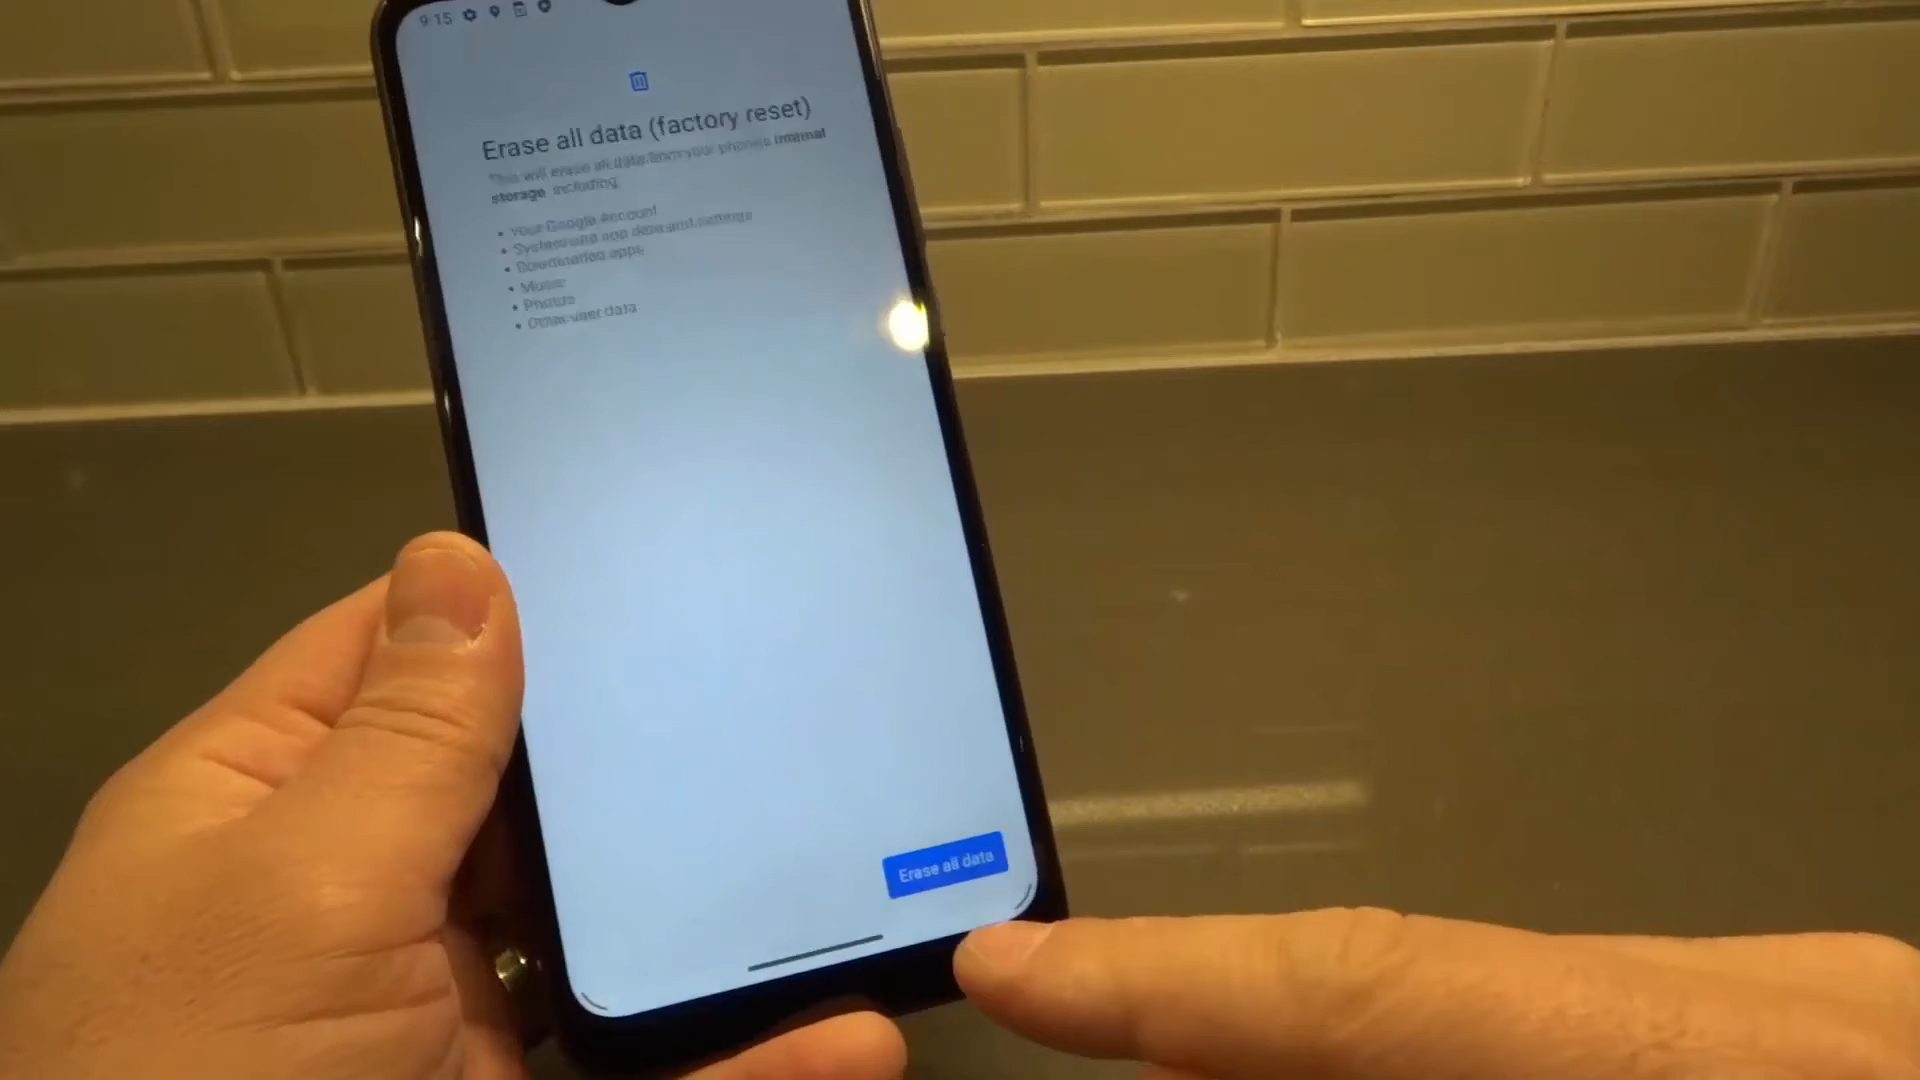 9:15
Erase all data (factory reset)
This will erase all data from your phone's internal
storage, including:
• Your Google Account
• System and app data and settings
• Downloaded apps
• Music
• Photos
• Other user data
Erase all data